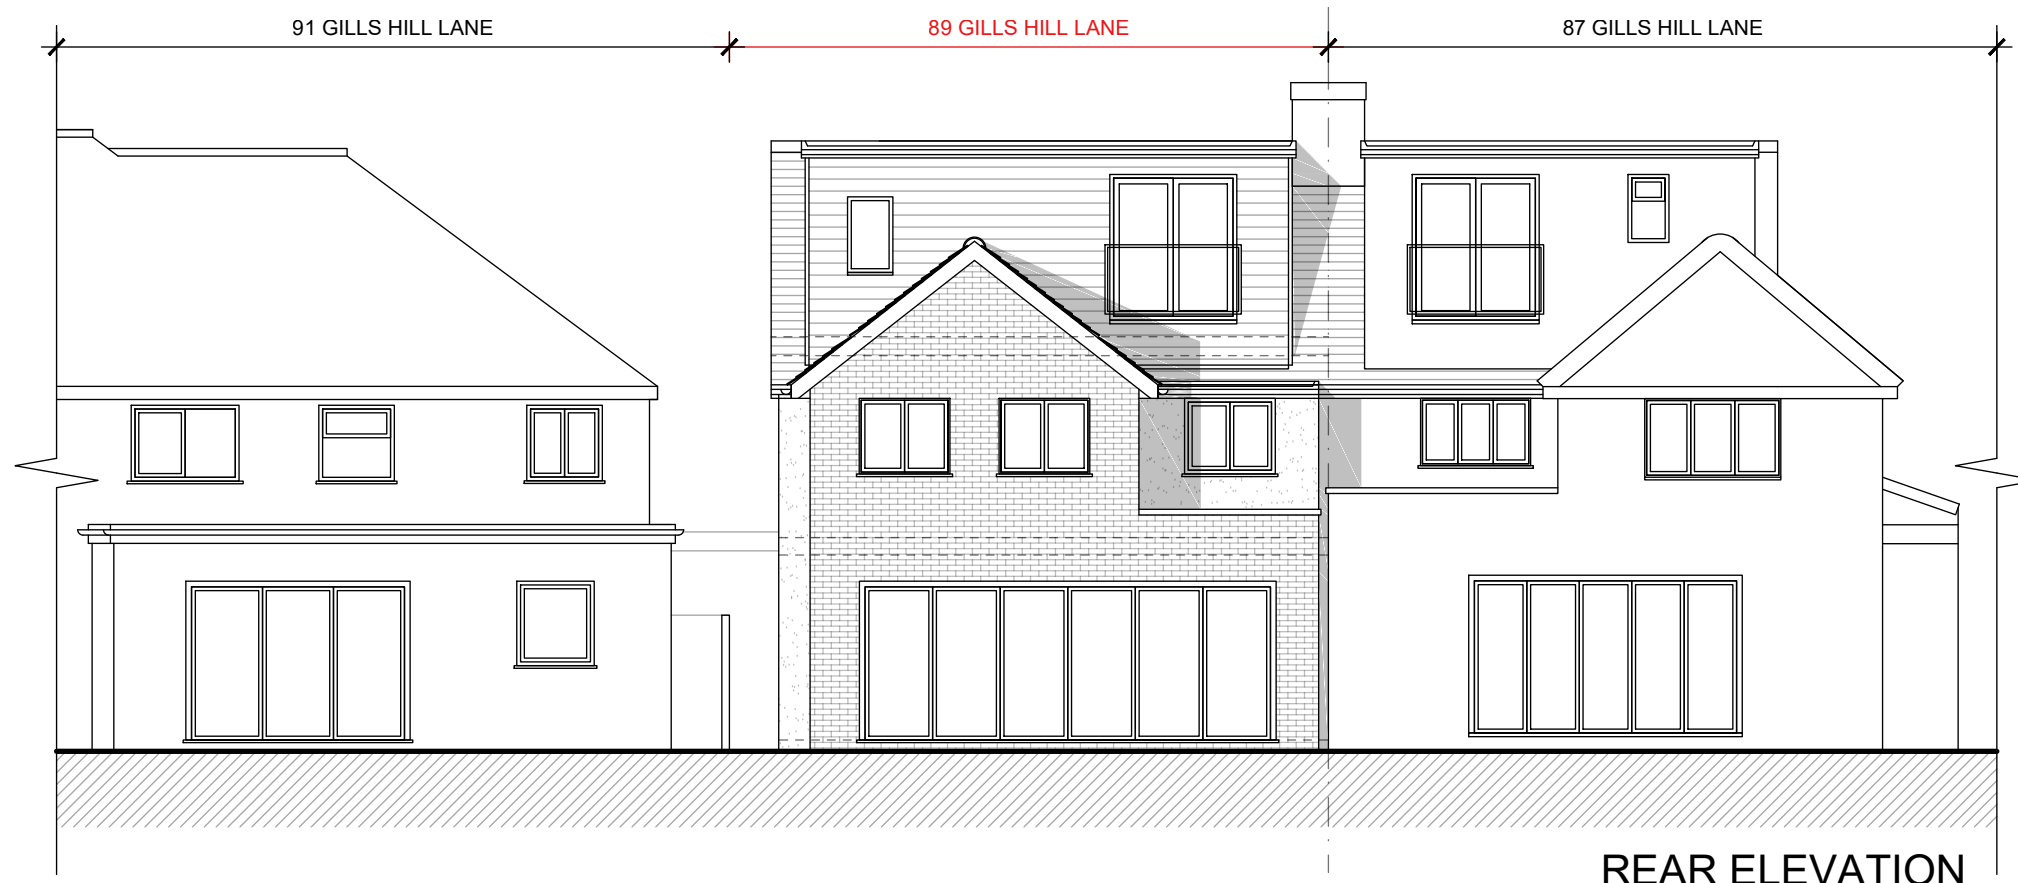 91 GILLS HILL LANE
89 GILLS HILL LANE
87 GILLS HILL LANE
REAR ELEVATION